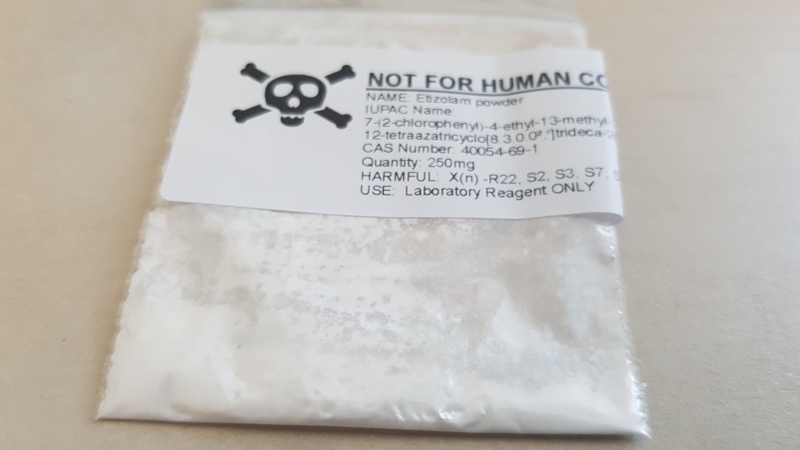 NOT FOR HUMAN CO
NAME: Etizolam powder
IUPAC Name:
7-(2-chlorophenyl)-4-ethyl-13-methyl-
12-tetraazatricyclo[8.3.0.0
CAS Number: 40054-69-1
Quantity: 250mg
HARMFUL: X(n) -R22, S2, S3, S7,
USE: Laboratory Reagent ONLY